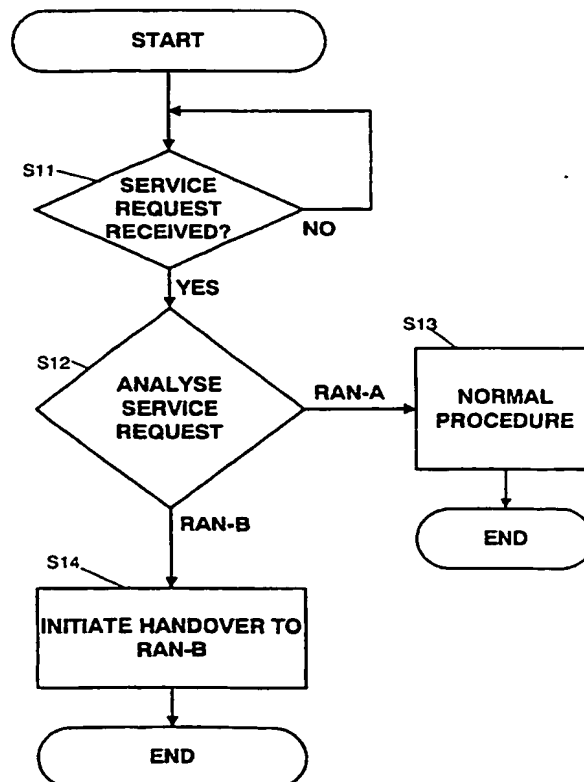 START
S11
SERVICE
REQUEST
RECEIVED?
NO
YES
S12
ANALYSE
SERVICE
REQUEST
RAN-A
S13
NORMAL
PROCEDURE
END
RAN-B
S14
INITIATE HANDOVER TO
RAN-B
END